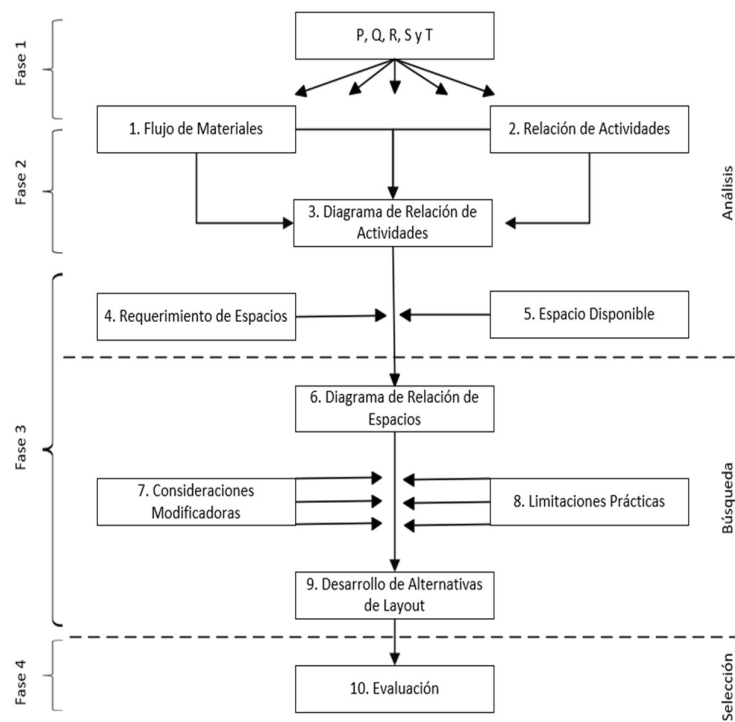 Fase 1
P, Q, R, S y T
Fase 2
1. Flujo de Materiales
2. Relación de Actividades
3. Diagrama de Relación de
Actividades
Análisis
4. Requerimiento de Espacios
5. Espacio Disponible
Fase 3
6. Diagrama de Relación de
Espacios
7. Consideraciones
Modificadoras
8. Limitaciones Prácticas
Búsqueda
9. Desarrollo de Alternativas
de Layout
Fase 4
10. Evaluación
Selección